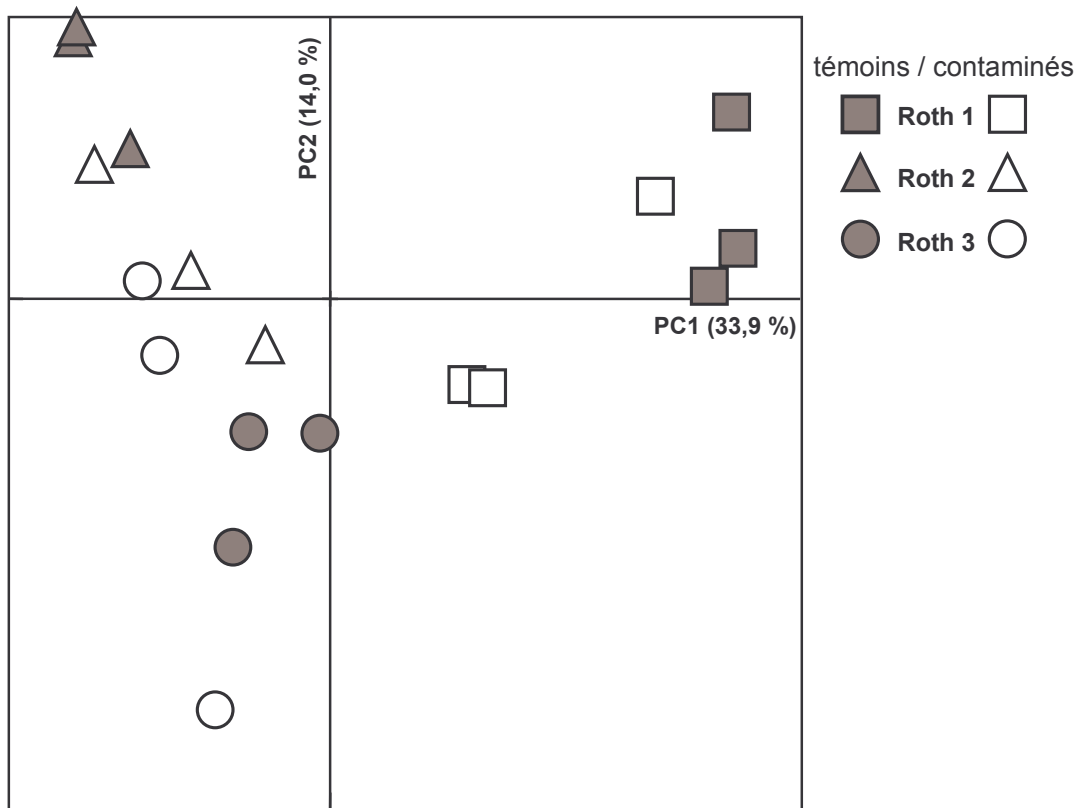 PC2 (14,0 %)
PC1 (33,9 %)
témoins / contaminés
Roth 1
Roth 2
Roth 3